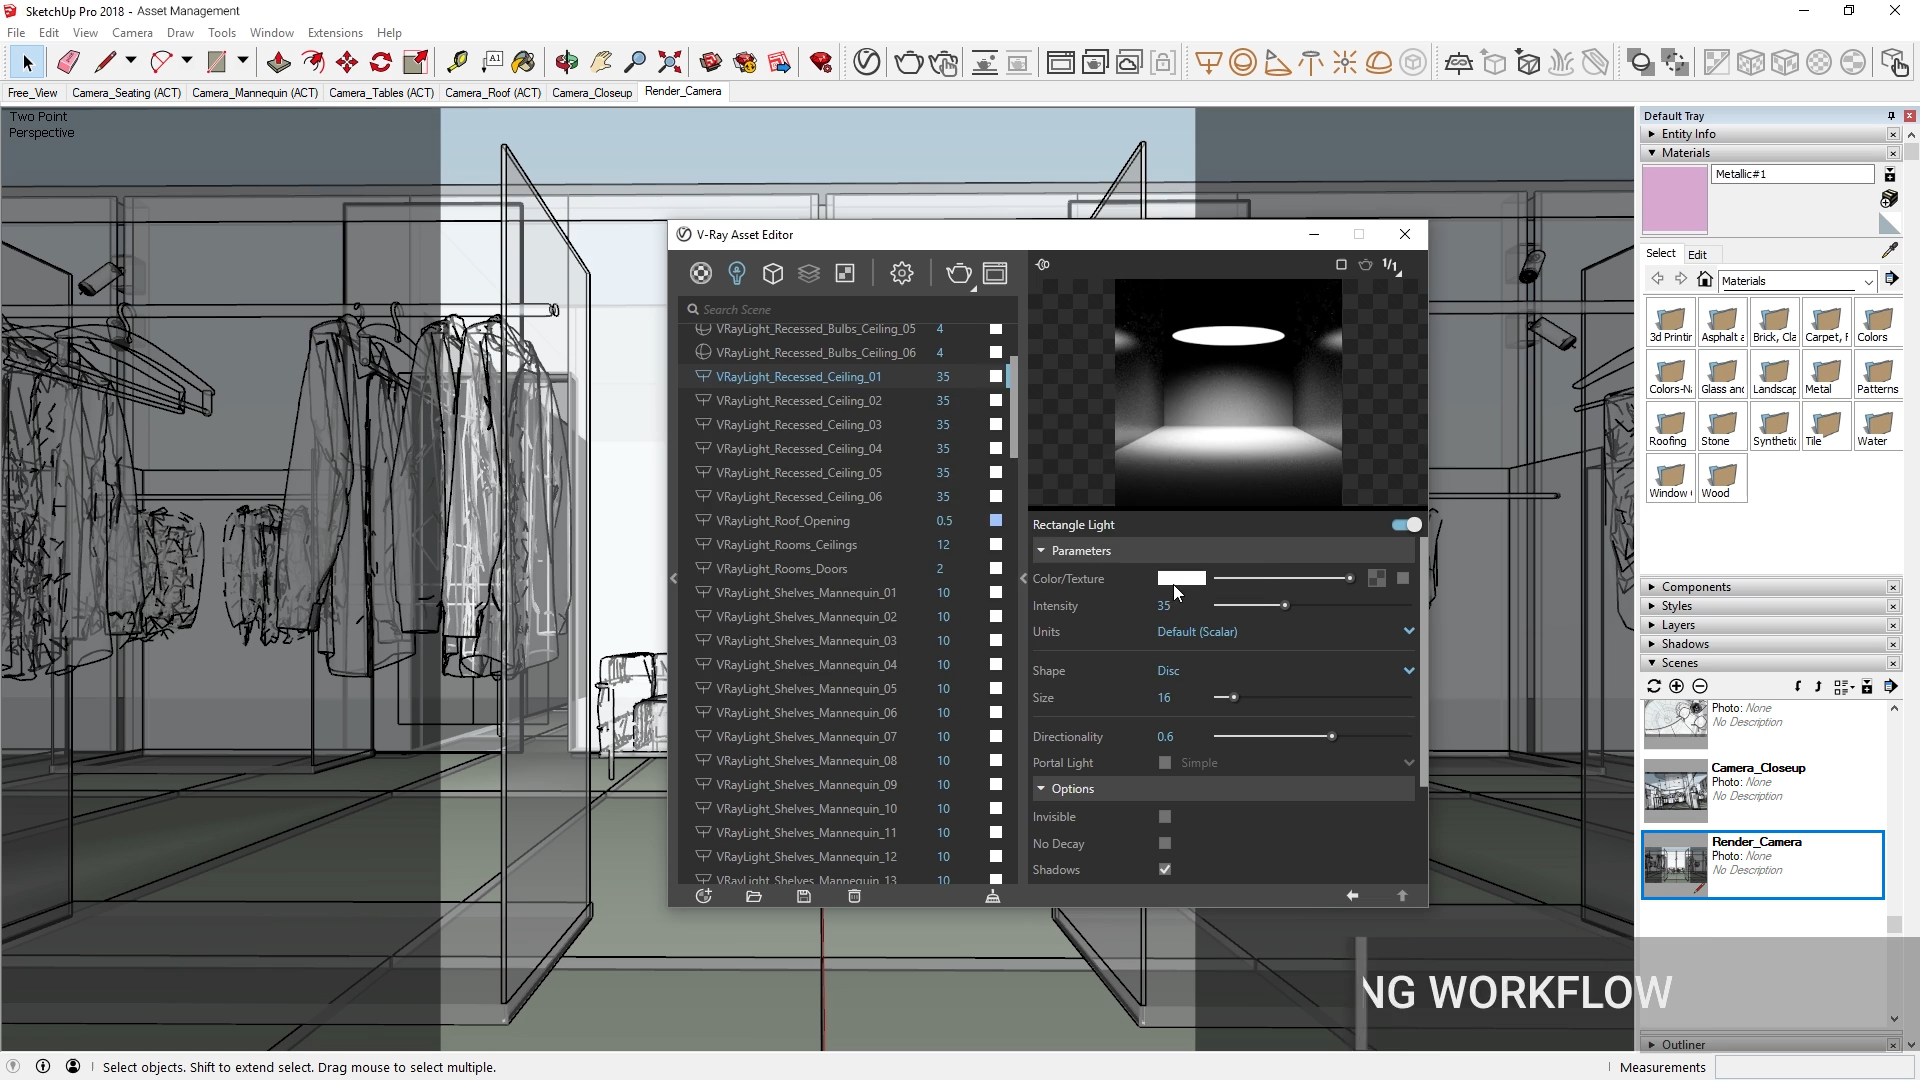 SketchUp Pro 2018 - Asset Management
File Edit View Camera Draw Tools Window Extensions Help
A1
Free_View Camera_Seating (ACT) Camera_Mannequin (ACT) Camera_Tables (ACT) Camera_Roof (ACT) Camera_Closeup Render_Camera
Two Point
Perspective
V-Ray Asset Editor
1/1
Search Scene
VRayLight_Recessed_Bulbs_Ceiling_05 4
VRayLight_Recessed_Bulbs_Ceiling_06 4
VRayLight_Recessed_Ceiling_01 35
VRayLight_Recessed_Ceiling_02 35
VRayLight_Recessed_Ceiling_03 35
VRayLight_Recessed_Ceiling_04 35
VRayLight_Recessed_Ceiling_05 35
VRayLight_Recessed_Ceiling_06 35
VRayLight_Roof_Opening 0.5
VRayLight_Rooms_Ceilings 12
VRayLight_Rooms_Doors 2
VRayLight_Shelves_Mannequin_01 10
VRayLight_Shelves_Mannequin_02 10
VRayLight_Shelves_Mannequin_03 10
VRayLight_Shelves_Mannequin_04 10
VRayLight_Shelves_Mannequin_05 10
VRayLight_Shelves_Mannequin_06 10
VRayLight_Shelves_Mannequin_07 10
VRayLight_Shelves_Mannequin_08 10
VRayLight_Shelves_Mannequin_09 10
VRayLight_Shelves_Mannequin_10 10
VRayLight_Shelves_Mannequin_11 10
VRayLight_Shelves_Mannequin_12 10
VRayLight_Shelves_Mannequin_13 10
Rectangle Light
Parameters
Color/Texture
Intensity 35
Units Default (Scalar)
Shape Disc
Size 16
Directionality 0.6
Portal Light Simple
Options
Invisible
No Decay
Shadows
Default Tray
Entity Info
Materials
Metallic#1
Select Edit
Materials
3d Printir Asphalt a Brick, Cla Carpet, F Colors
Colors-Na Glass and Landscap Metal Patterns
Roofing Stone Synthetic Tile Water
Window Wood
Components
Styles
Layers
Shadows
Scenes
Photo: None
No Description
Camera_Closeup
Photo: None
No Description
Render_Camera
Photo: None
No Description
NG WORKFLOW
Outliner
Select objects. Shift to extend select. Drag mouse to select multiple.
Measurements